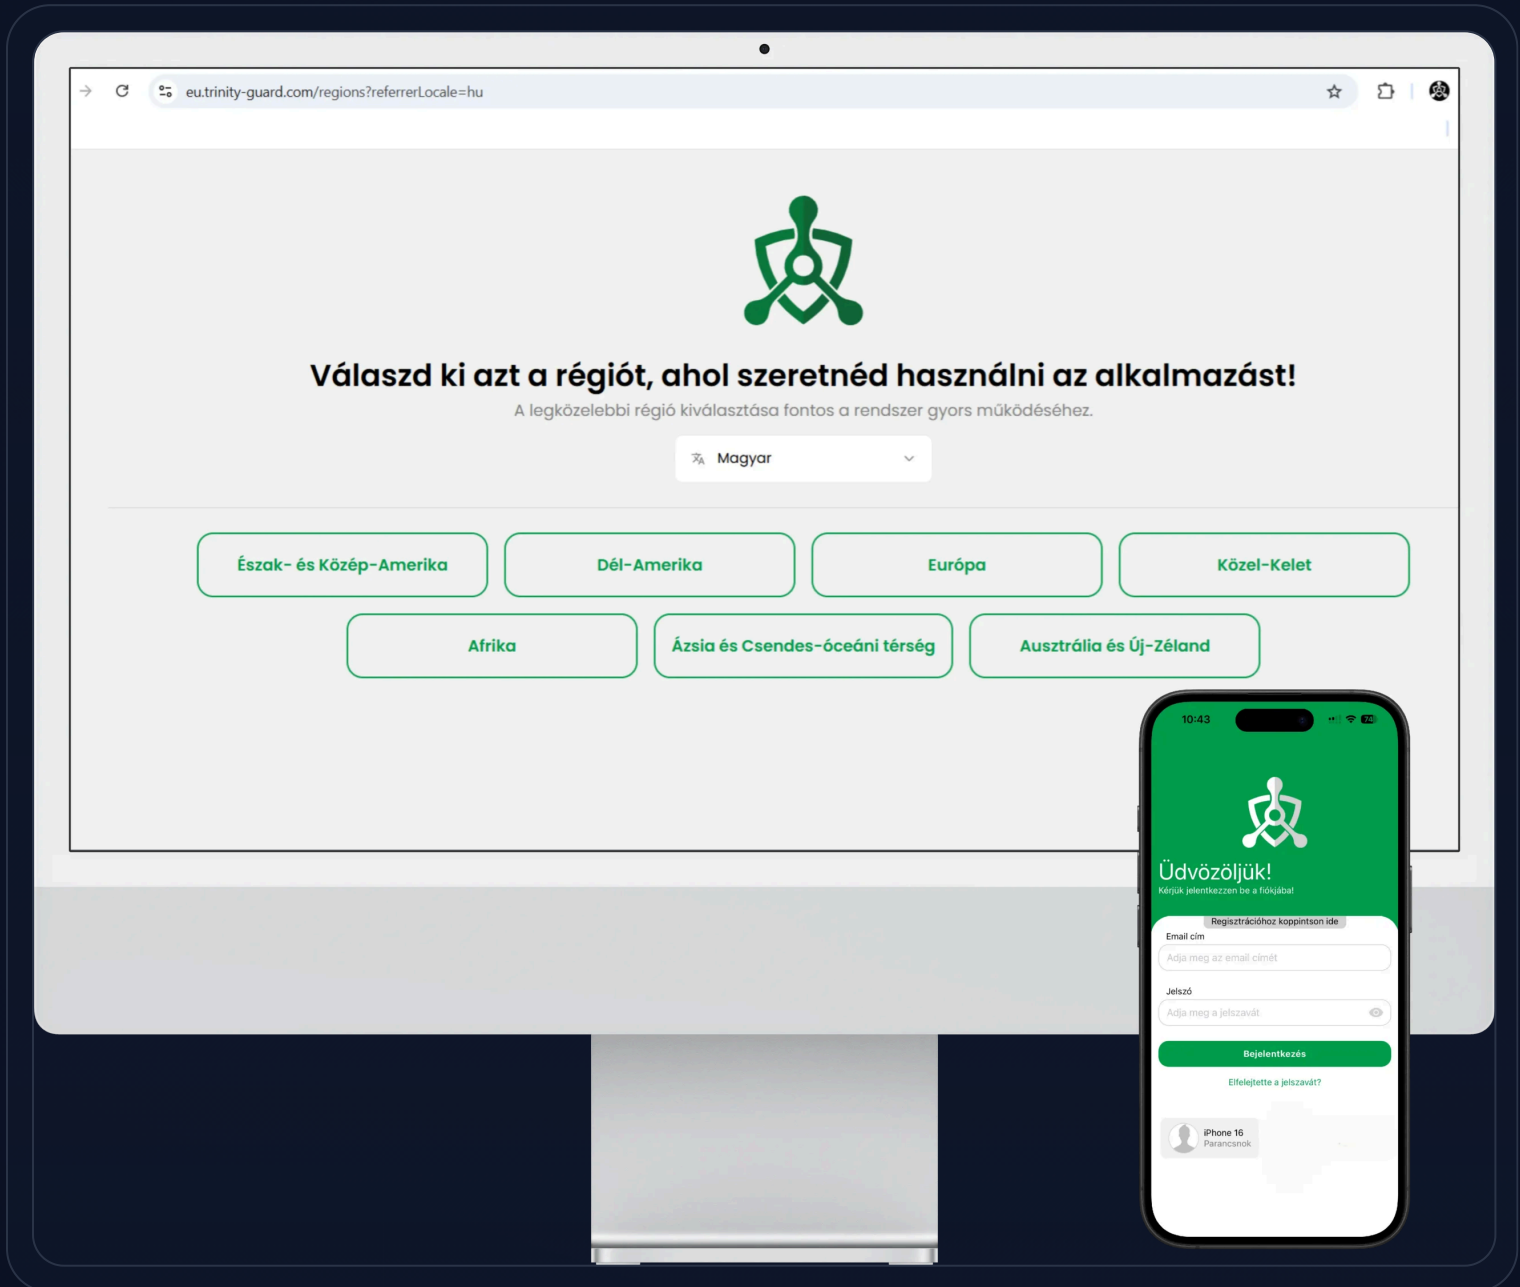 eu.trinity-guard.com/regions?referrerLocale=hu
Válaszd ki azt a régiót, ahol szeretnéd használni az alkalmazást!
A legközelebbi régió kiválasztása fontos a rendszer gyors működéséhez.
Magyar
Észak- és Közép-Amerika
Dél-Amerika
Európa
Közel-Kelet
Afrika
Ázsia és Csendes-óceáni térség
Ausztrália és Új-Zéland
10:43
74
Üdvözöljük!
Kérjük jelentkezzen be a fiókjába!
Regisztrációhoz koppintson ide
Email cím
Adja meg az email címét
Jelszó
Adja meg a jelszavát
Bejelentkezés
Elfelejtette a jelszavát?
iPhone 16
Parancsnok